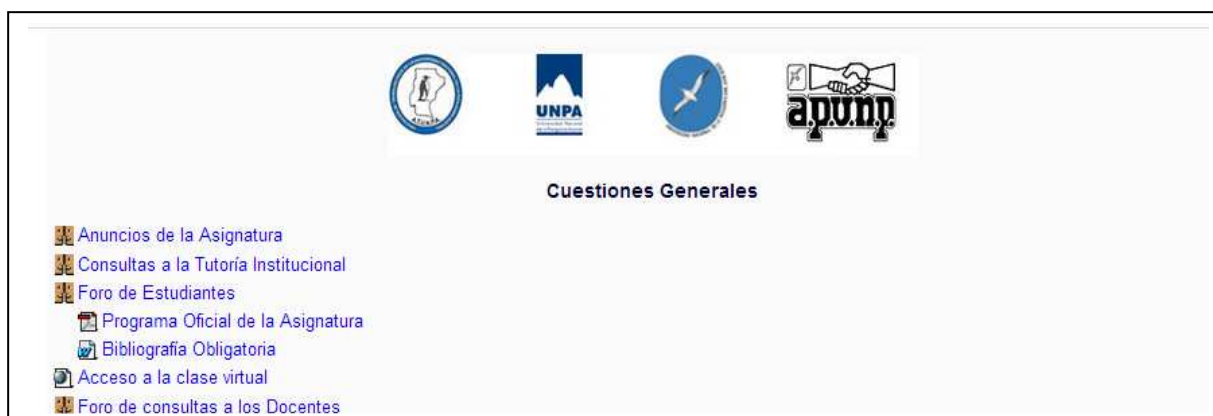 ATUNPA
UNPA
a.p.u.n.p.
Cuestiones Generales
Anuncios de la Asignatura
Consultas a la Tutoría Institucional
Foro de Estudiantes
Programa Oficial de la Asignatura
Bibliografía Obligatoria
Acceso a la clase virtual
Foro de consultas a los Docentes